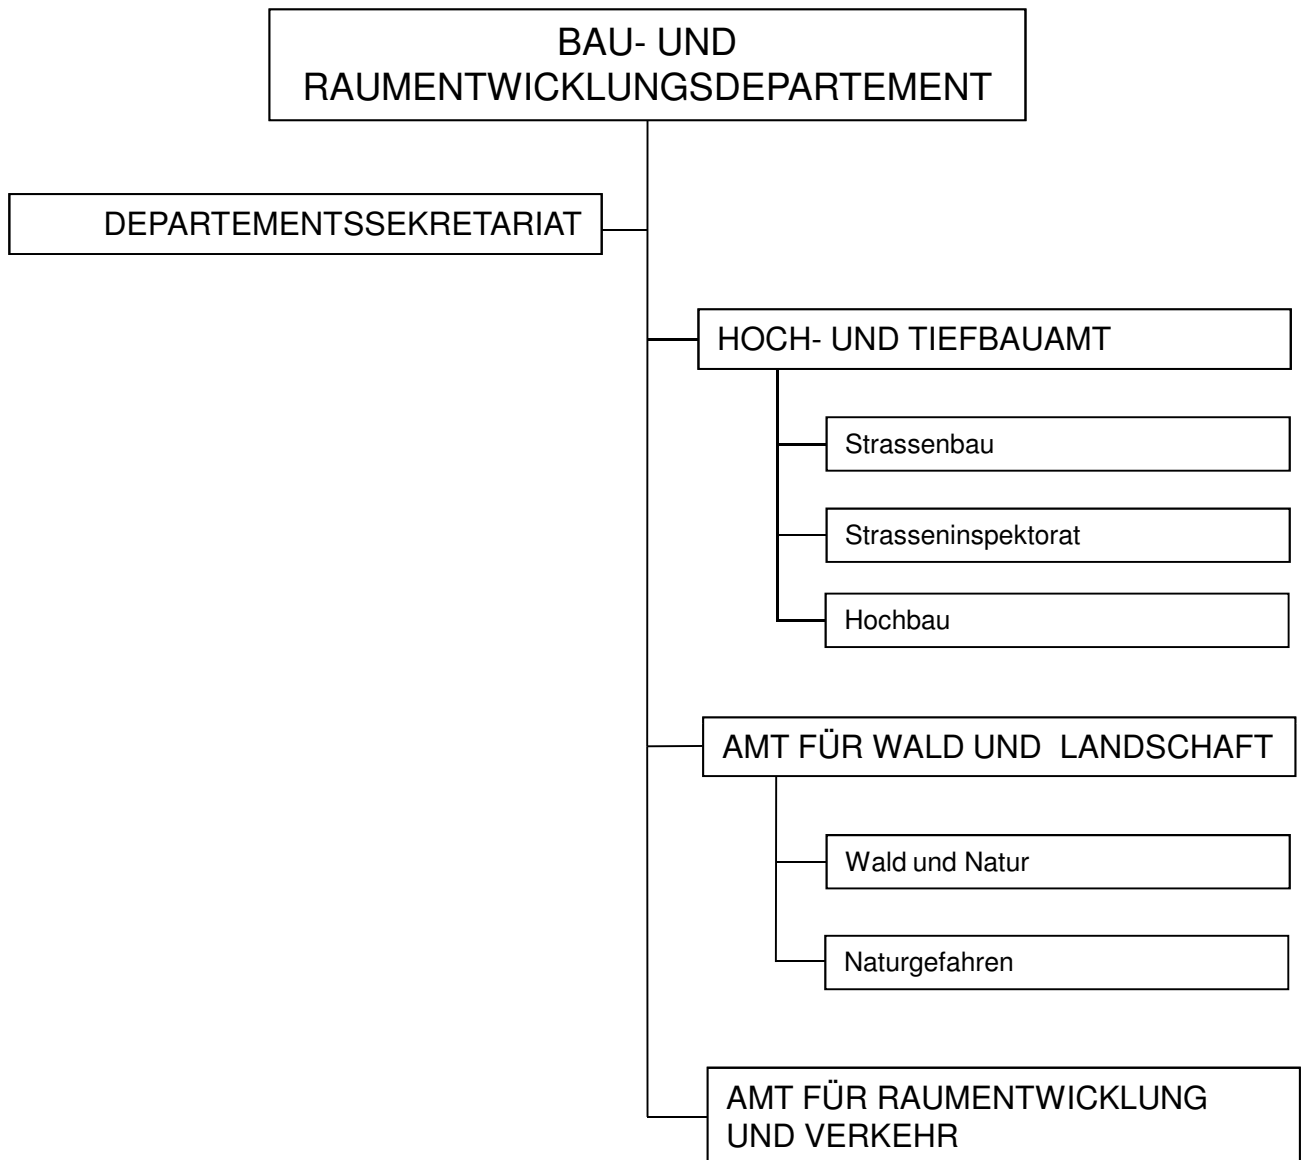 BAU- UND
RAUMENTWICKLUNGSDEPARTEMENT
DEPARTEMENTSSEKRETARIAT
HOCH- UND TIEFBAUAMT
Strassenbau
Strasseninspektorat
Hochbau
AMT FÜR WALD UND LANDSCHAFT
Wald und Natur
Naturgefahren
AMT FÜR RAUMENTWICKLUNG
UND VERKEHR